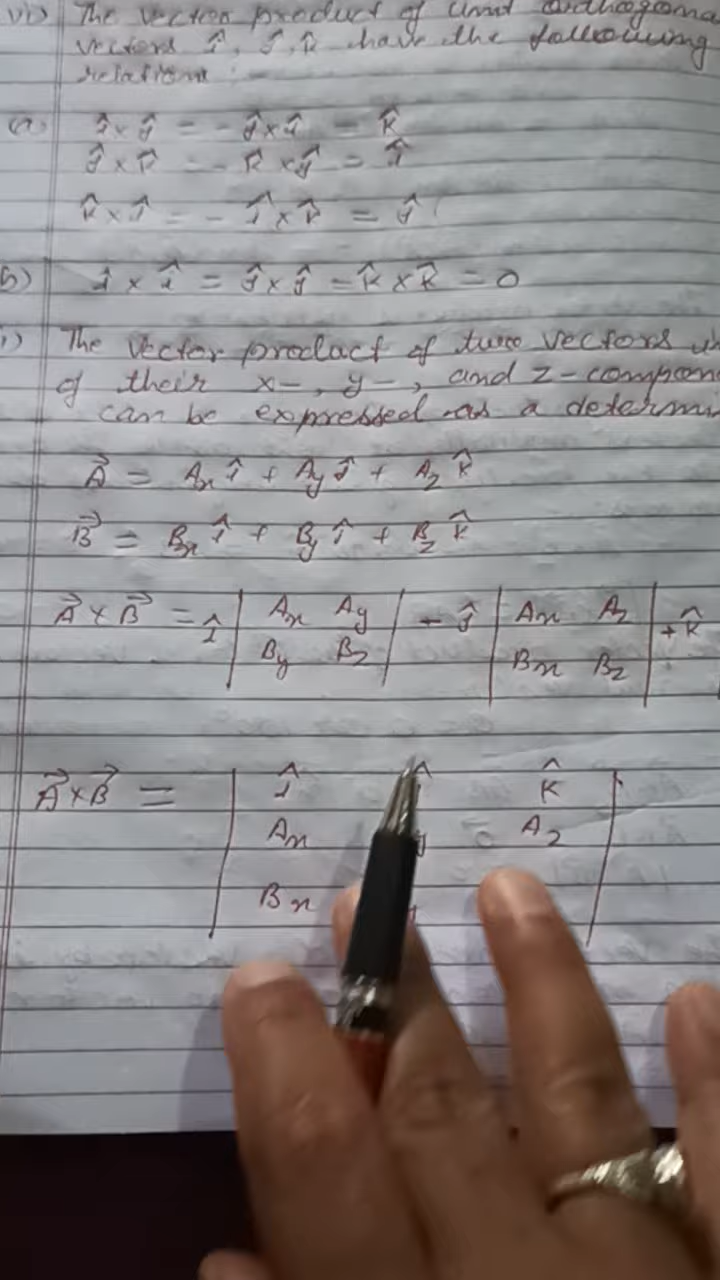 vi) The vector product of unit orthogona
vectors î, ĵ, k̂ have the following
relations :-
(a) î × ĵ = - ĵ × î = k̂
ĵ × k̂ = - k̂ × ĵ = î
k̂ × î = - î × k̂ = ĵ
b) î × î = ĵ × ĵ = k̂ × k̂ = 0
i) The vector product of two vectors
of their x-, y-, and z-compon
can be expressed as a determi
A⃗ = Ax î + Ay ĵ + Az k̂
B⃗ = Bx î + By ĵ + Bz k̂
A⃗ × B⃗ = î | Ax Ay | - ĵ | Ax Az | + k̂
By Bz Bx Bz
A⃗ × B⃗ = | î k̂ |
Ax Az
Bx